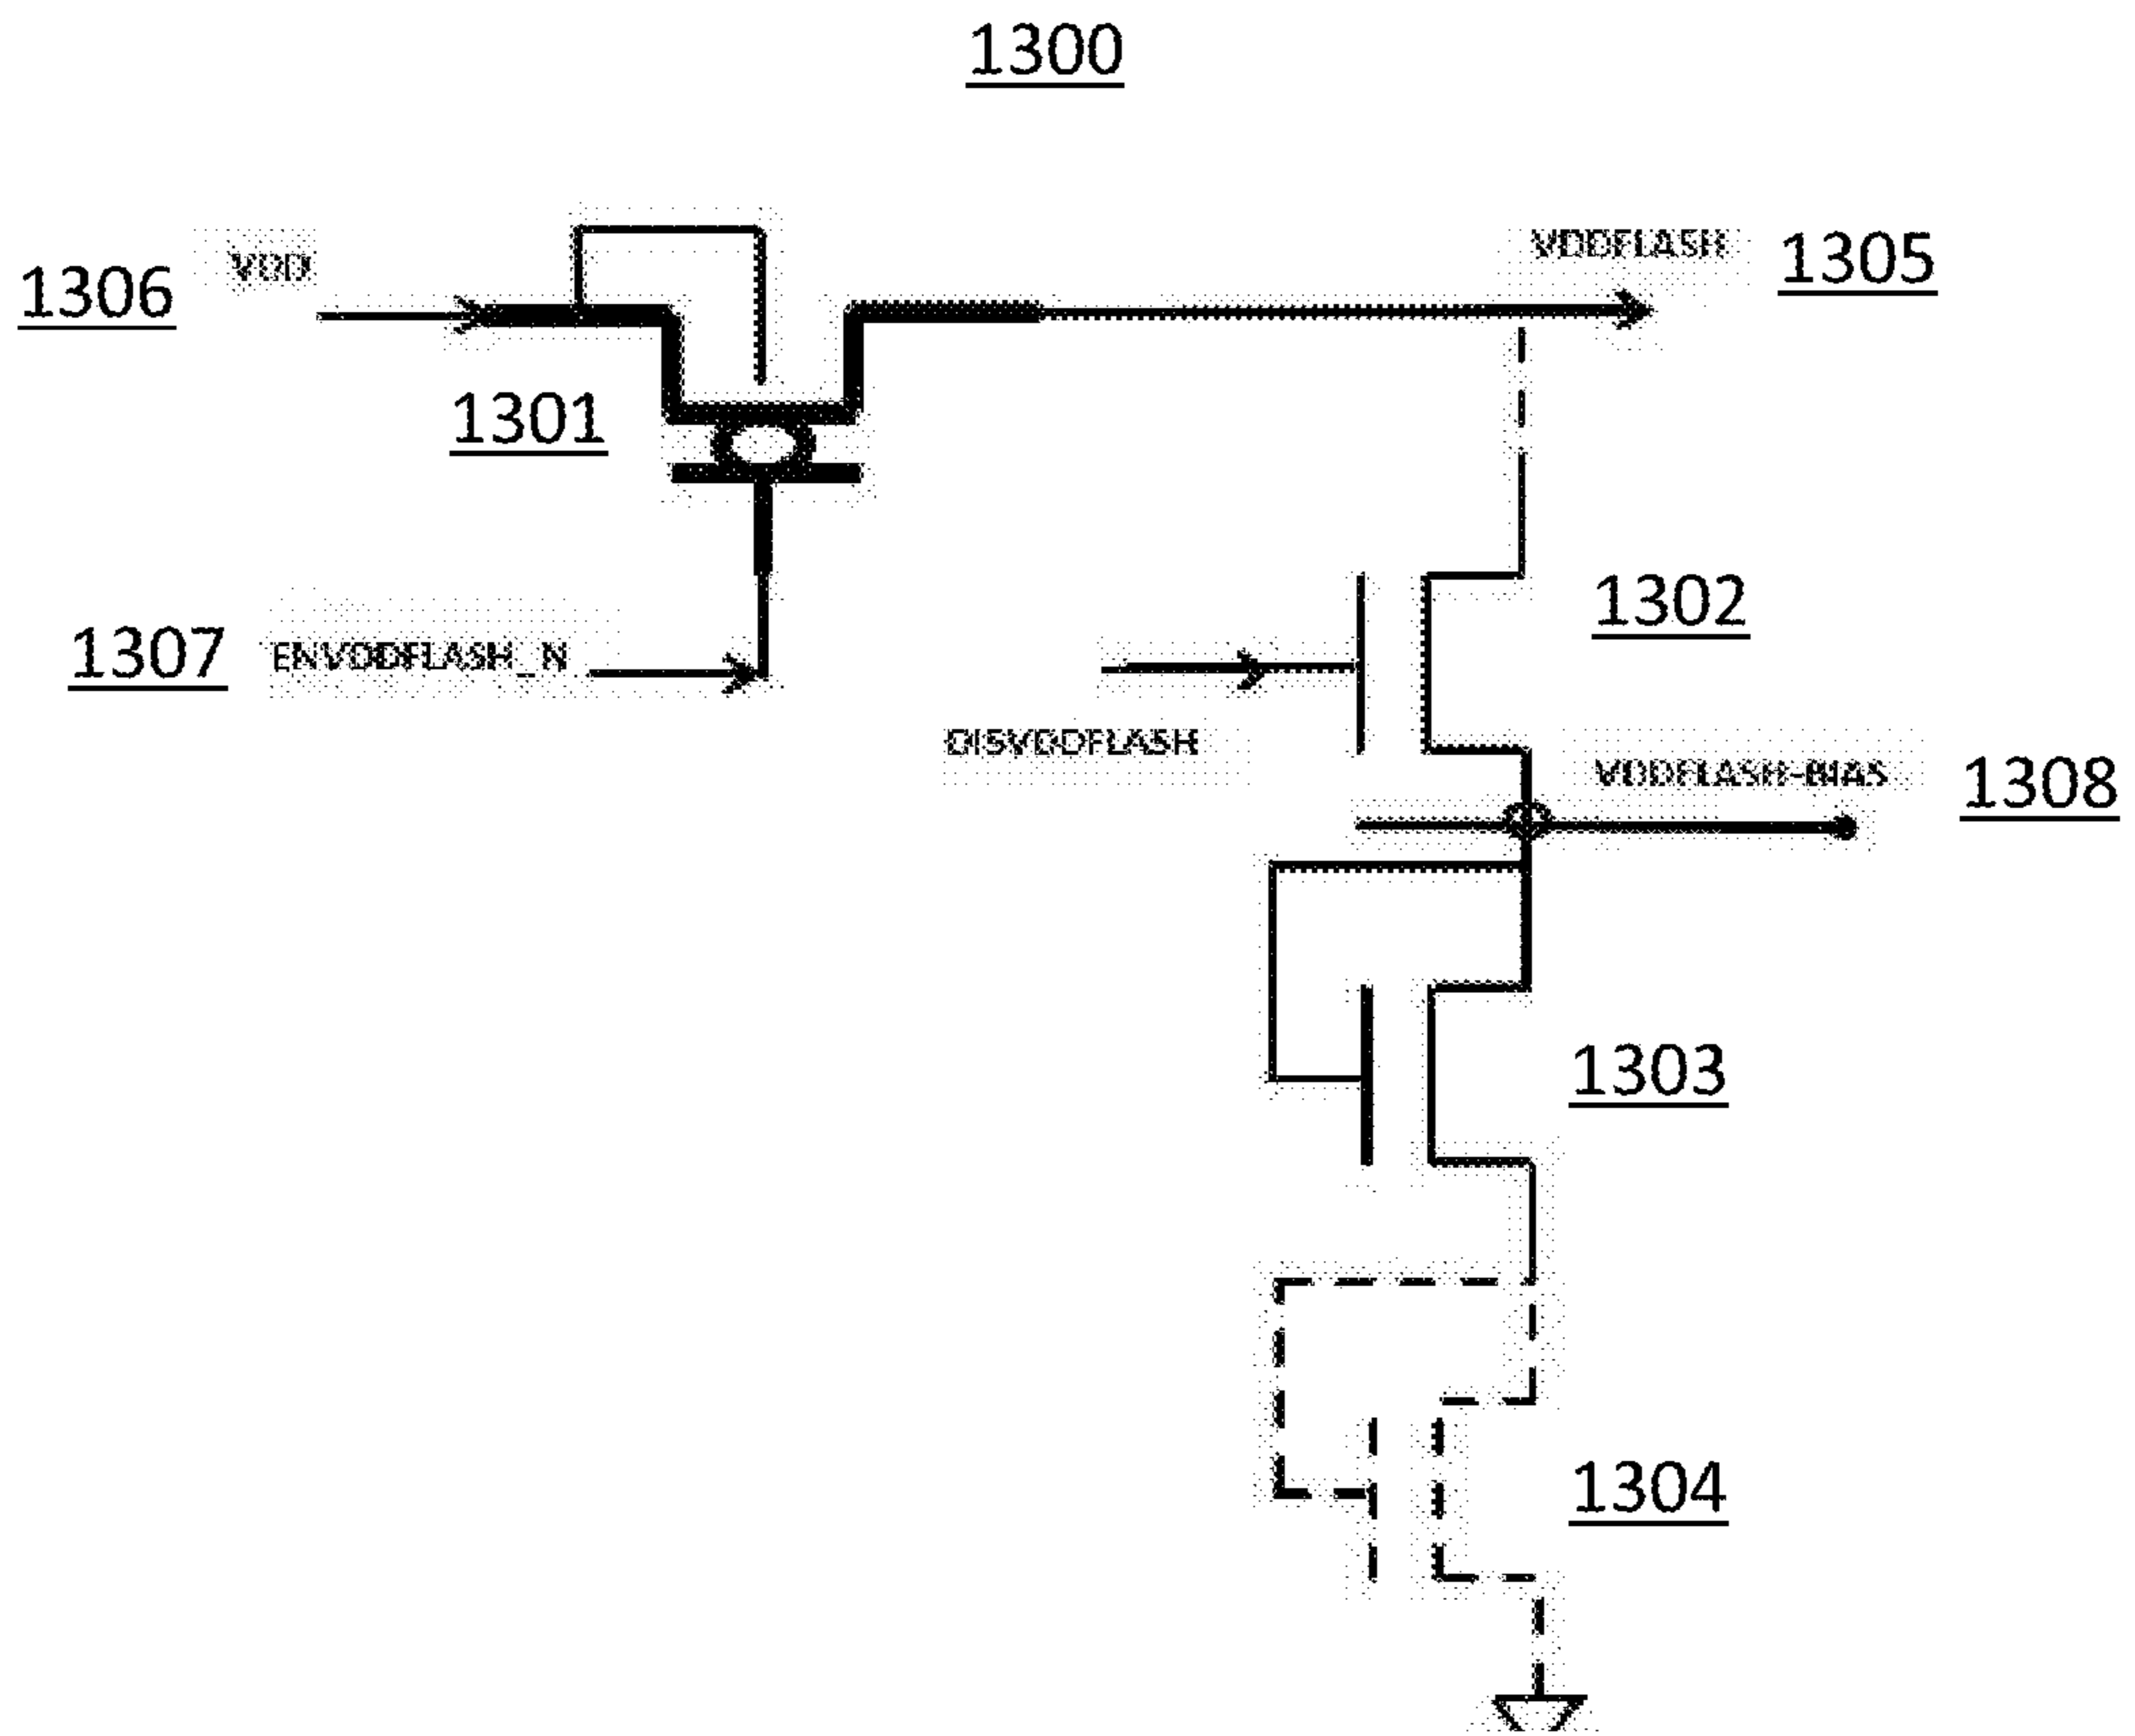 1300
VDD
VDDFLASH
1305
1306
1301
1302
1307
ENVDDFLASH_N
DISVDDFLASH
VDDFLASH-BIAS
1308
1303
1304